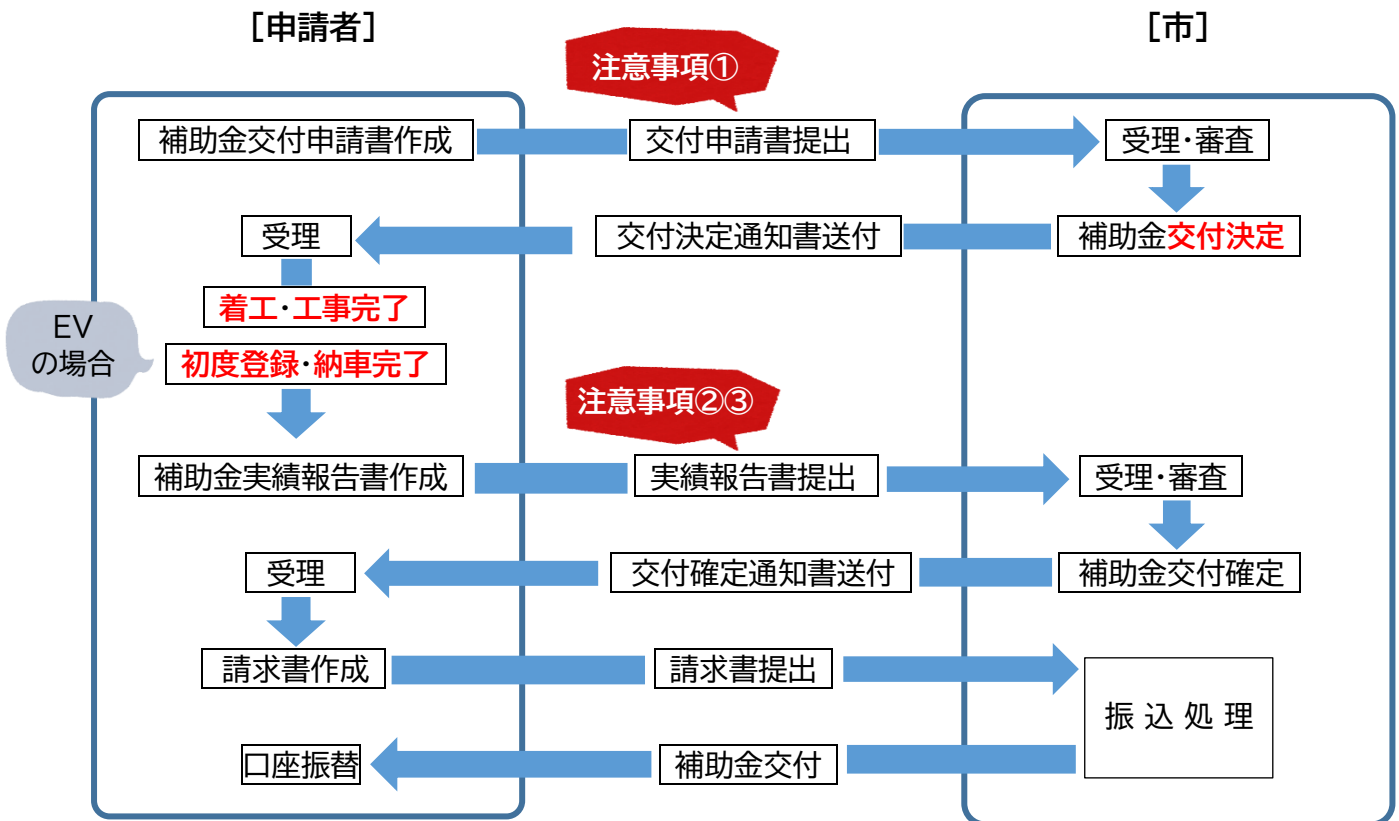 ［申請者］
［市］
注意事項①
補助金交付申請書作成
交付申請書提出
受理・審査
受理
交付決定通知書送付
補助金交付決定
着工・工事完了
EV
の場合
初度登録・納車完了
注意事項②③
補助金実績報告書作成
実績報告書提出
受理・審査
受理
交付確定通知書送付
補助金交付確定
請求書作成
請求書提出
振込処理
口座振替
補助金交付